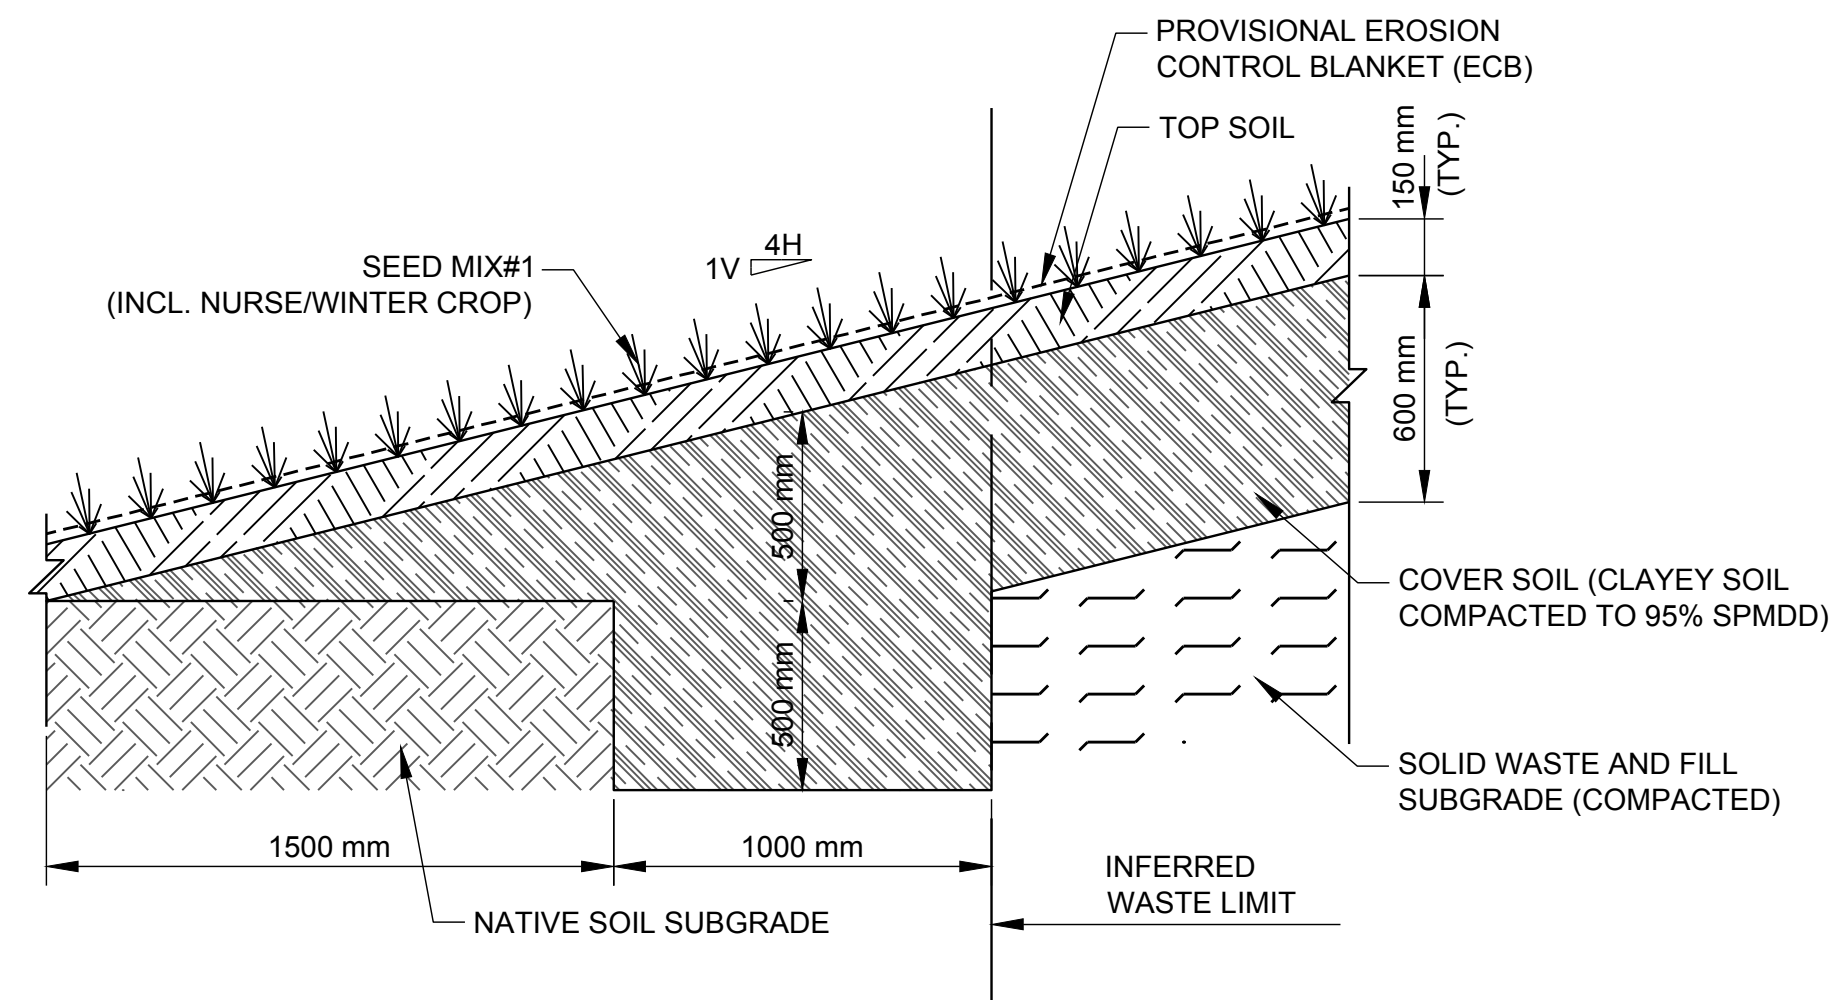 PROVISIONAL EROSION
CONTROL BLANKET (ECB)
TOP SOIL
150 mm
(TYP.)
4H
1V
SEED MIX#1
(INCL. NURSE/WINTER CROP)
600 mm
(TYP.)
500 mm
500 mm
COVER SOIL (CLAYEY SOIL
COMPACTED TO 95% SPMDD)
SOLID WASTE AND FILL
SUBGRADE (COMPACTED)
1500 mm
1000 mm
INFERRED
WASTE LIMIT
NATIVE SOIL SUBGRADE